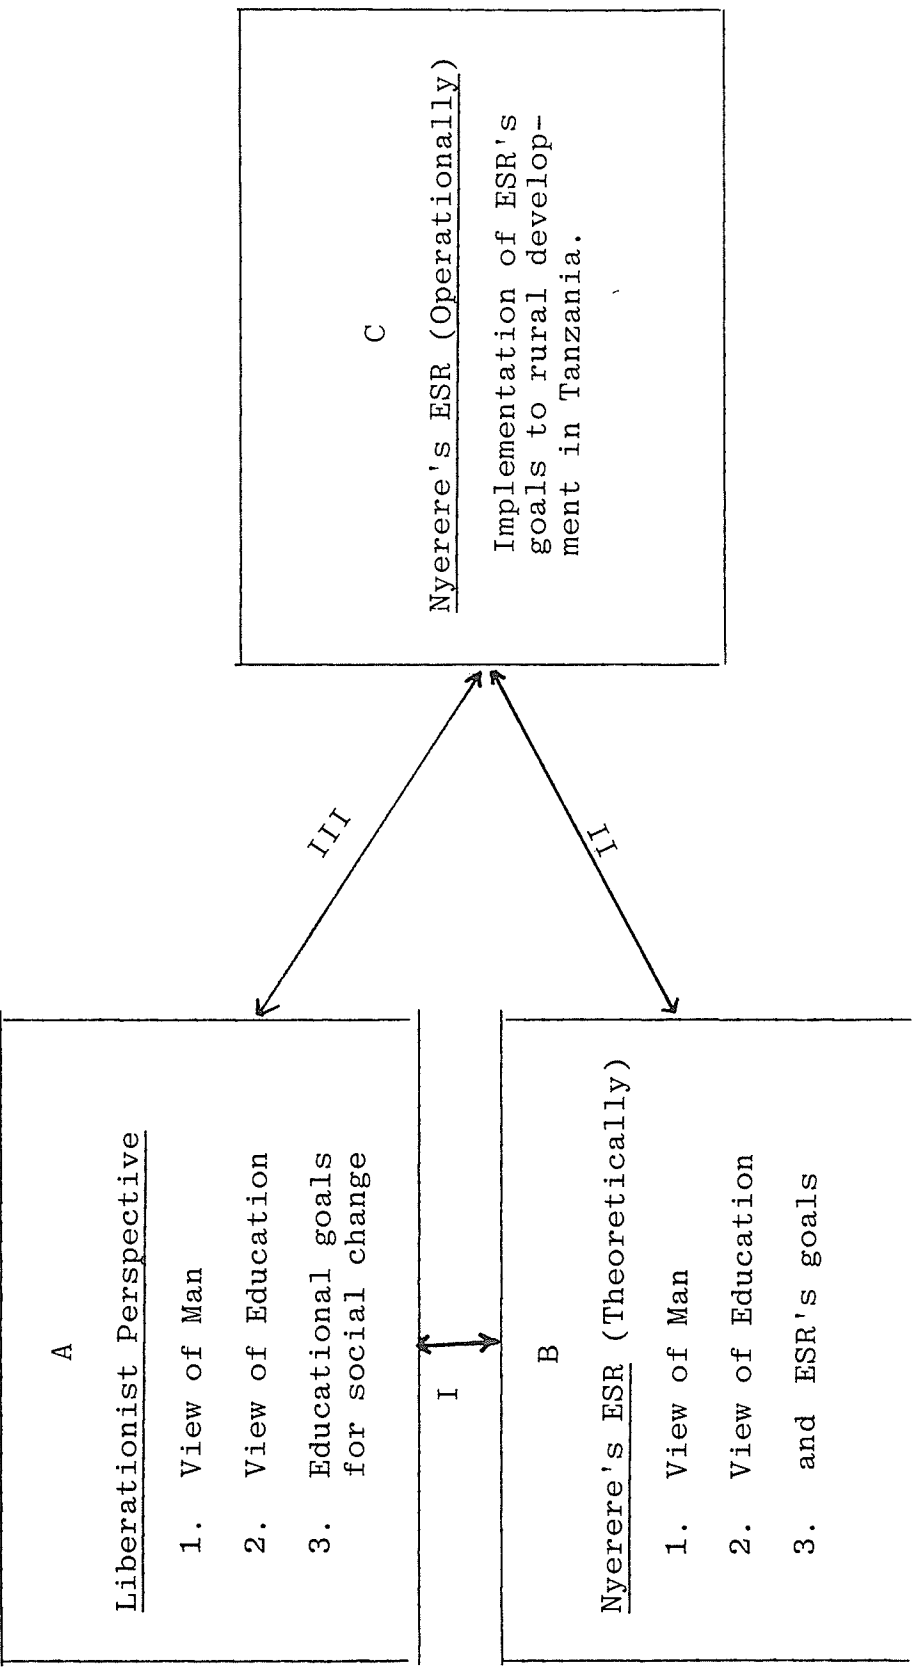 A
Liberationist Perspective
1. View of Man
2. View of Education
3. Educational goals
for social change
I
B
Nyerere's ESR (Theoretically)
1. View of Man
2. View of Education
3. and ESR's goals
III
II
C
Nyerere's ESR (Operationally)
Implementation of ESR's
goals to rural develop-
ment in Tanzania.